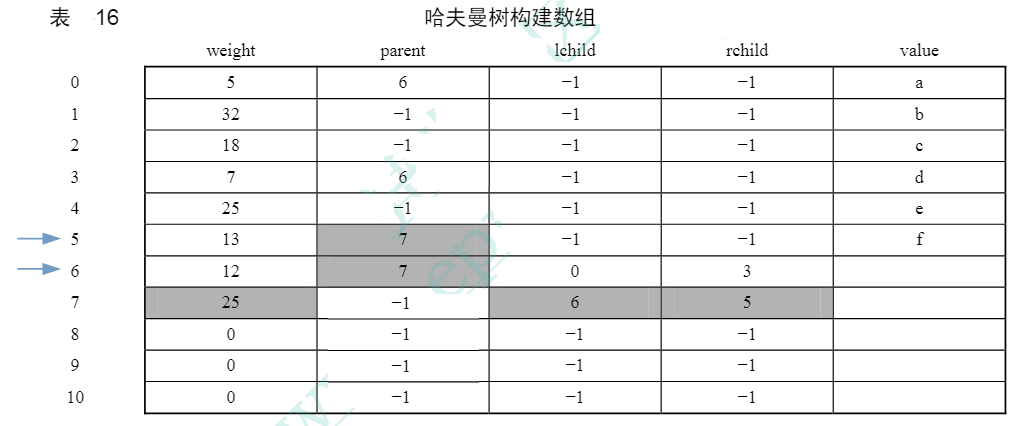 表 16 哈夫曼树构建数组
weight parent lchild rchild value
0 5 6 −1 −1 a
1 32 −1 −1 −1 b
2 18 −1 −1 −1 c
3 7 6 −1 −1 d
4 25 −1 −1 −1 e
5 13 7 −1 −1 f
6 12 7 0 3
7 25 −1 6 5
8 0 −1 −1 −1
9 0 −1 −1 −1
10 0 −1 −1 −1